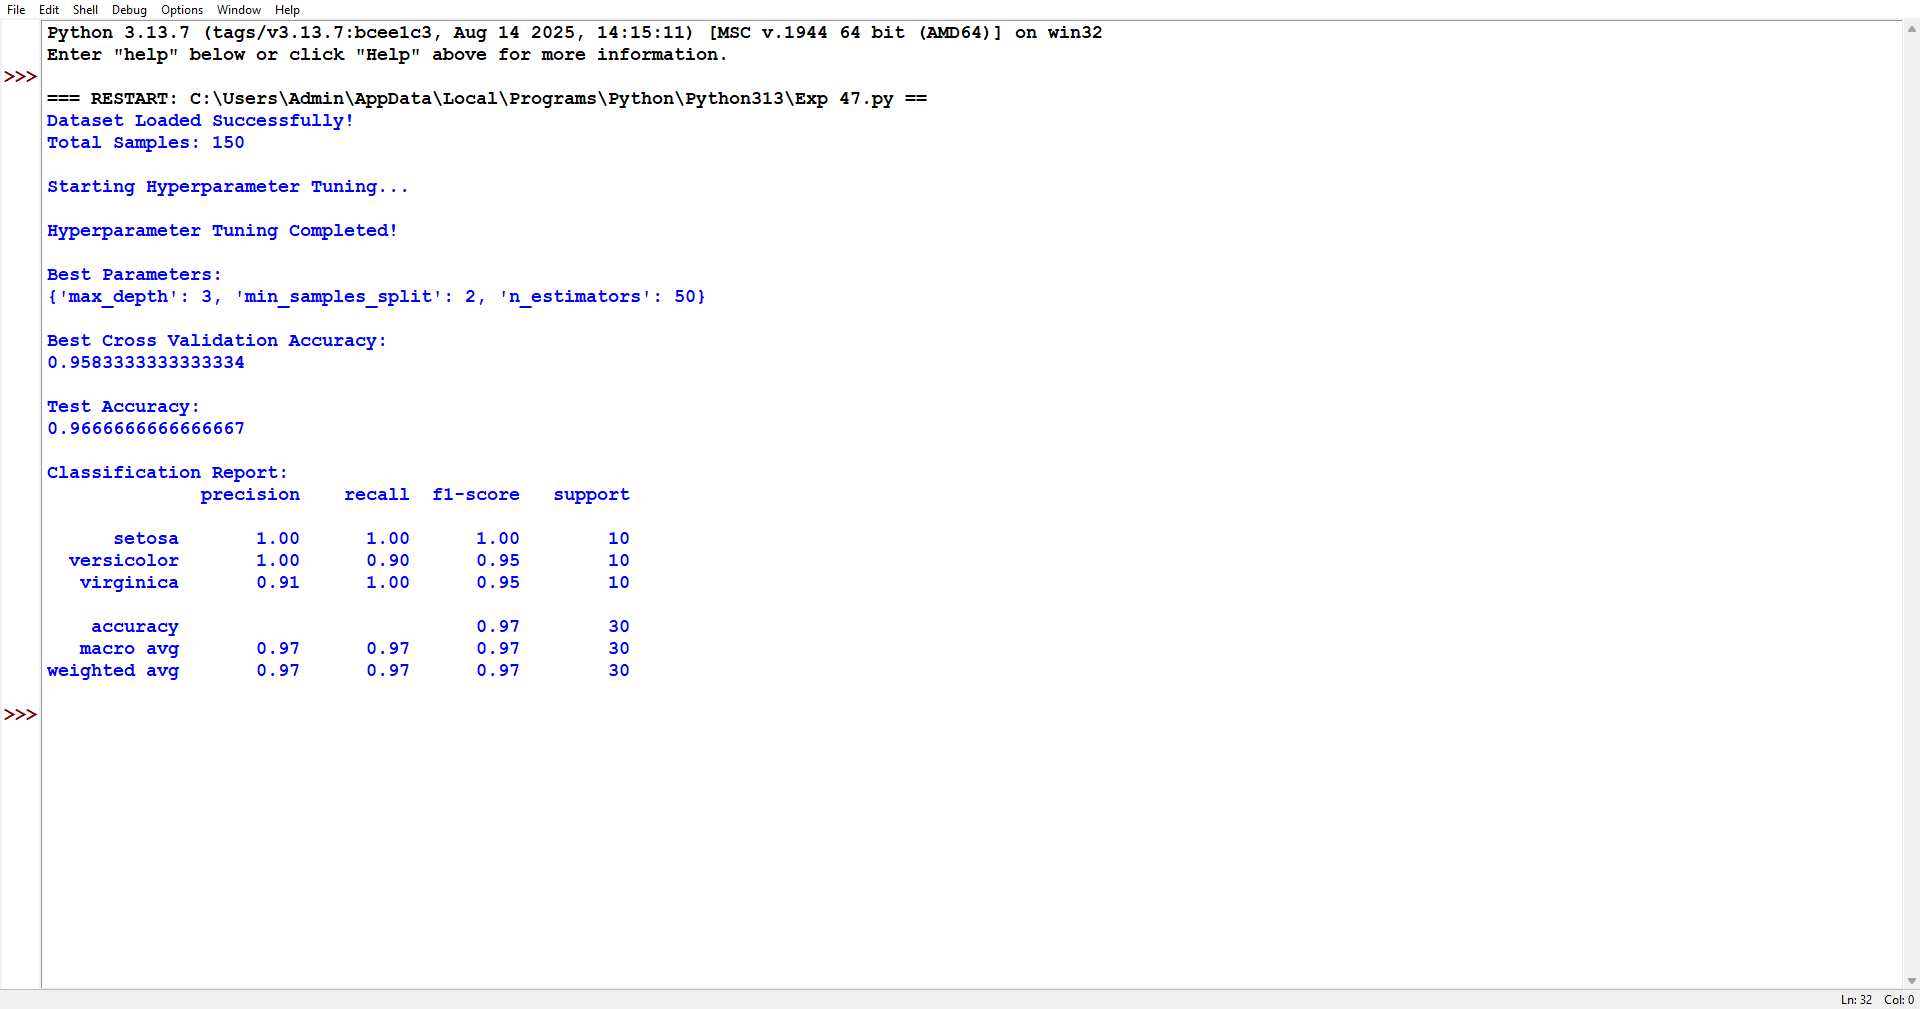 File Edit Shell Debug Options Window Help
Python 3.13.7 (tags/v3.13.7:bcee1c3, Aug 14 2025, 14:15:11) [MSC v.1944 64 bit (AMD64)] on win32
Enter "help" below or click "Help" above for more information.
>>>
=== RESTART: C:\Users\Admin\AppData\Local\Programs\Python\Python313\Exp 47.py ==
Dataset Loaded Successfully!
Total Samples: 150
Starting Hyperparameter Tuning...
Hyperparameter Tuning Completed!
Best Parameters:
{'max_depth': 3, 'min_samples_split': 2, 'n_estimators': 50}
Best Cross Validation Accuracy:
0.9583333333333334
Test Accuracy:
0.9666666666666667
Classification Report:
precision recall f1-score support
setosa 1.00 1.00 1.00 10
versicolor 1.00 0.90 0.95 10
virginica 0.91 1.00 0.95 10
accuracy 0.97 30
macro avg 0.97 0.97 0.97 30
weighted avg 0.97 0.97 0.97 30
>>>
Ln: 32 Col: 0